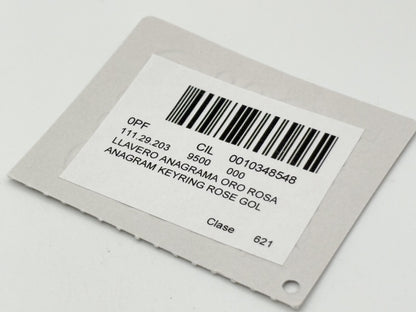 0PF CIL 0010348548
111.29.203 9500 000
LLAVERO ANAGRAMA ORO ROSA
ANAGRAM KEYRING ROSE GOL
Clase 621